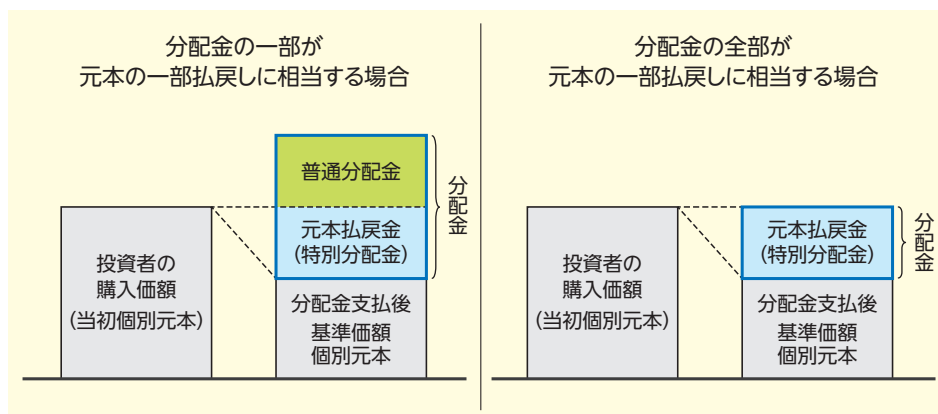 分配金の一部が
元本の一部払戻しに相当する場合
普通分配金
元本払戻金
(特別分配金)
分配金
投資者の
購入価額
(当初個別元本)
分配金支払後
基準価額
個別元本
分配金の全部が
元本の一部払戻しに相当する場合
元本払戻金
(特別分配金)
分配金
投資者の
購入価額
(当初個別元本)
分配金支払後
基準価額
個別元本